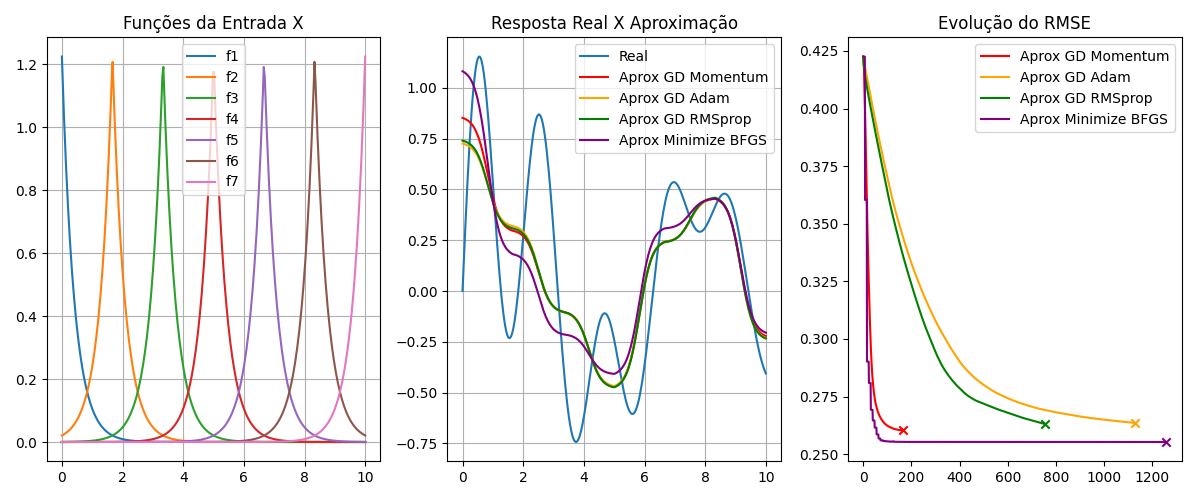 Funções da Entrada X
f1
f2
f3
f4
f5
f6
f7
1.2
1.0
0.8
0.6
0.4
0.2
0.0
0
2
4
6
8
10
Resposta Real X Aproximação
Real
Aprox GD Momentum
Aprox GD Adam
Aprox GD RMSprop
Aprox Minimize BFGS
1.00
0.75
0.50
0.25
0.00
−0.25
−0.50
−0.75
0
2
4
6
8
10
Evolução do RMSE
Aprox GD Momentum
Aprox GD Adam
Aprox GD RMSprop
Aprox Minimize BFGS
0.425
0.400
0.375
0.350
0.325
0.300
0.275
0.250
0
200
400
600
800
1000
1200